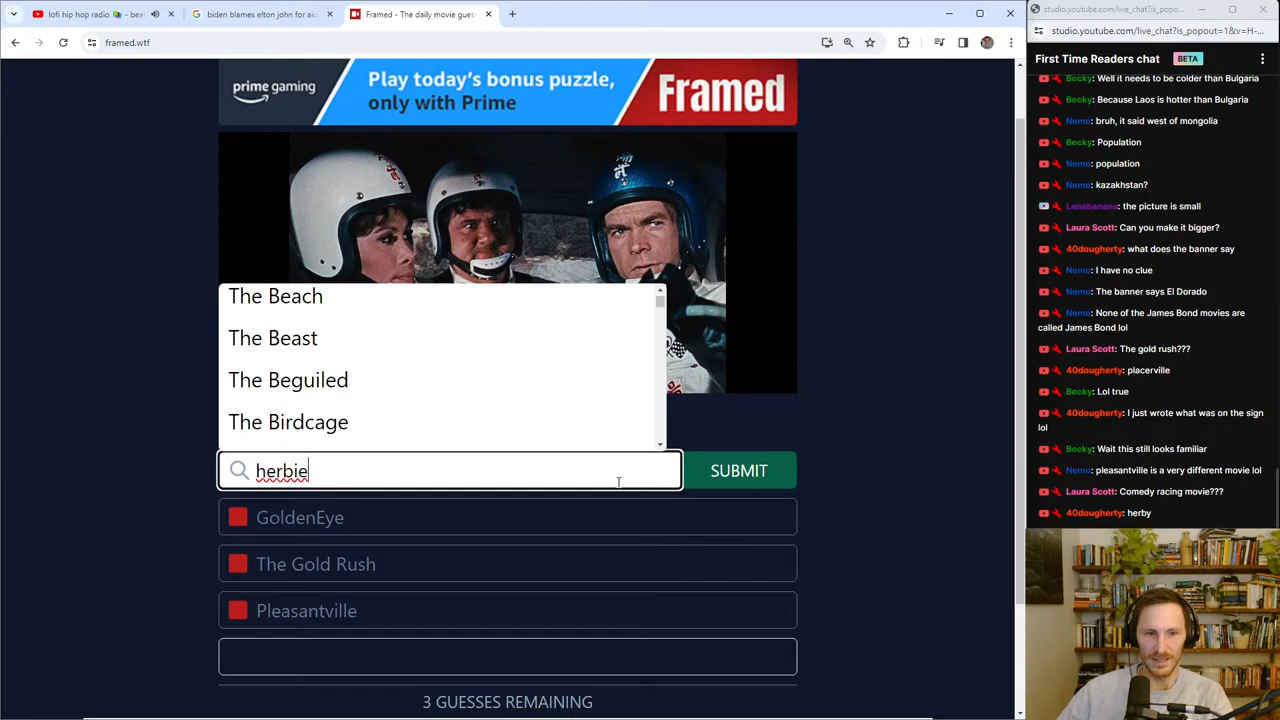 lofi hip hop radio
biden blames elton john for aid
Framed - The daily movie gues
studio.youtube.com/live_chat?is_popo...
framed.wtf
studio.youtube.com/live_chat?is_popout=1&v=H-...
First Time Readers chat
BETA
prime gaming
Play today's bonus puzzle,
only with Prime
Framed
Becky: Well it needs to be colder than Bulgaria
Becky: Because Laos is hotter than Bulgaria
Nemo: bruh, it said west of mongolia
Becky: Population
Nemo: population
Nemo: kazakhstan?
Lanabanana: the picture is small
Laura Scott: Can you make it bigger?
40dougherty: what does the banner say
Nemo: I have no clue
Nemo: The banner says El Dorado
Nemo: None of the James Bond movies are
called James Bond lol
Laura Scott: The gold rush???
40dougherty: placerville
Becky: Lol true
40dougherty: I just wrote what was on the sign
lol
Becky: Wait this still looks familiar
Nemo: pleasantville is a very different movie lol
Laura Scott: Comedy racing movie???
40dougherty: herby
The Beach
The Beast
The Beguiled
The Birdcage
herbie
SUBMIT
GoldenEye
The Gold Rush
Pleasantville
3 GUESSES REMAINING